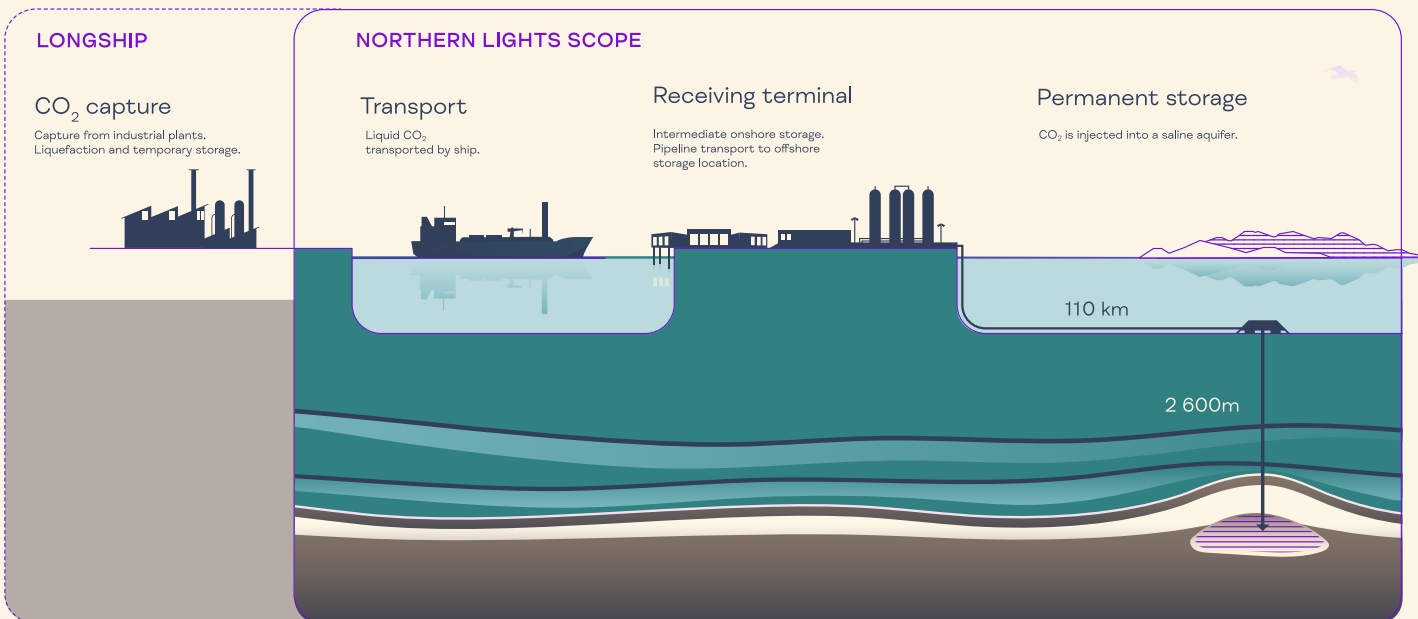 LONGSHIP
NORTHERN LIGHTS SCOPE
CO₂ capture
Capture from industrial plants.
Liquefaction and temporary storage.
Transport
Liquid CO₂
transported by ship.
Receiving terminal
Intermediate onshore storage.
Pipeline transport to offshore
storage location.
Permanent storage
CO₂ is injected into a saline aquifer.
110 km
2 600m